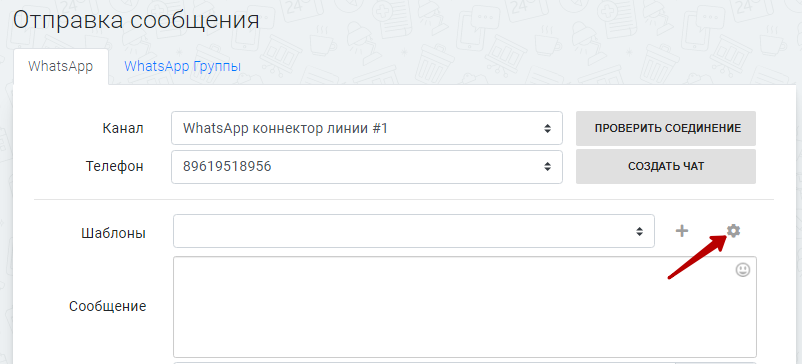 Отправка сообщения
WhatsApp WhatsApp Группы
Канал WhatsApp коннектор линии #1 ПРОВЕРИТЬ СОЕДИНЕНИЕ
Телефон 89619518956 СОЗДАТЬ ЧАТ
Шаблоны
Сообщение